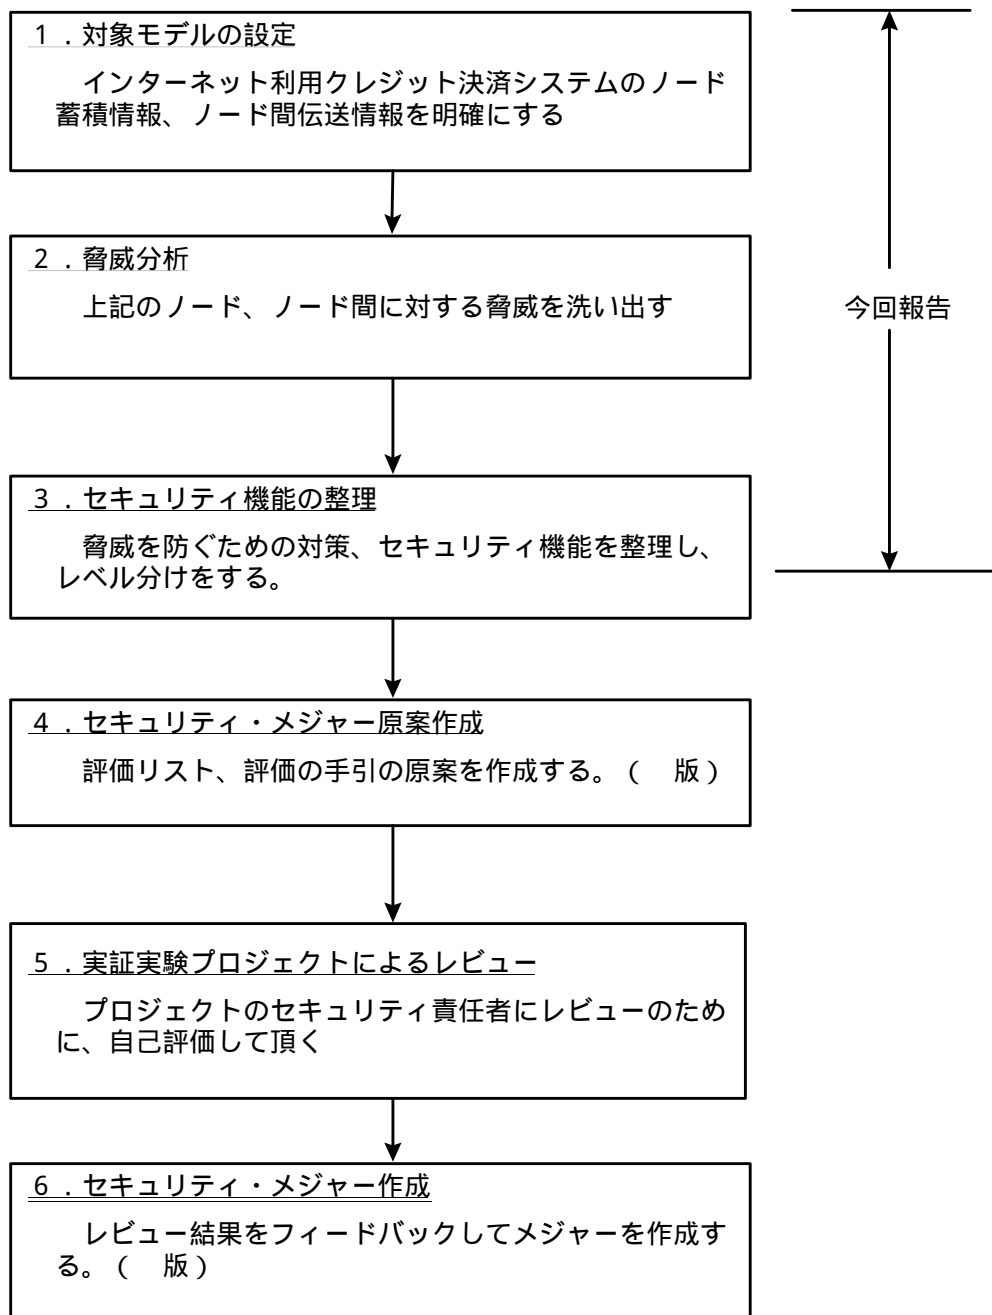 1．対象モデルの設定
インターネット利用クレジット決済システムのノード
蓄積情報、ノード間伝送情報を明確にする
2．脅威分析
上記のノード、ノード間に対する脅威を洗い出す
今回報告
3．セキュリティ機能の整理
脅威を防ぐための対策、セキュリティ機能を整理し、
レベル分けをする。
4．セキュリティ・メジャー原案作成
評価リスト、評価の手引の原案を作成する。（　版）
5．実証実験プロジェクトによるレビュー
プロジェクトのセキュリティ責任者にレビューのため
に、自己評価して頂く
6．セキュリティ・メジャー作成
レビュー結果をフィードバックしてメジャーを作成す
る。（　版）